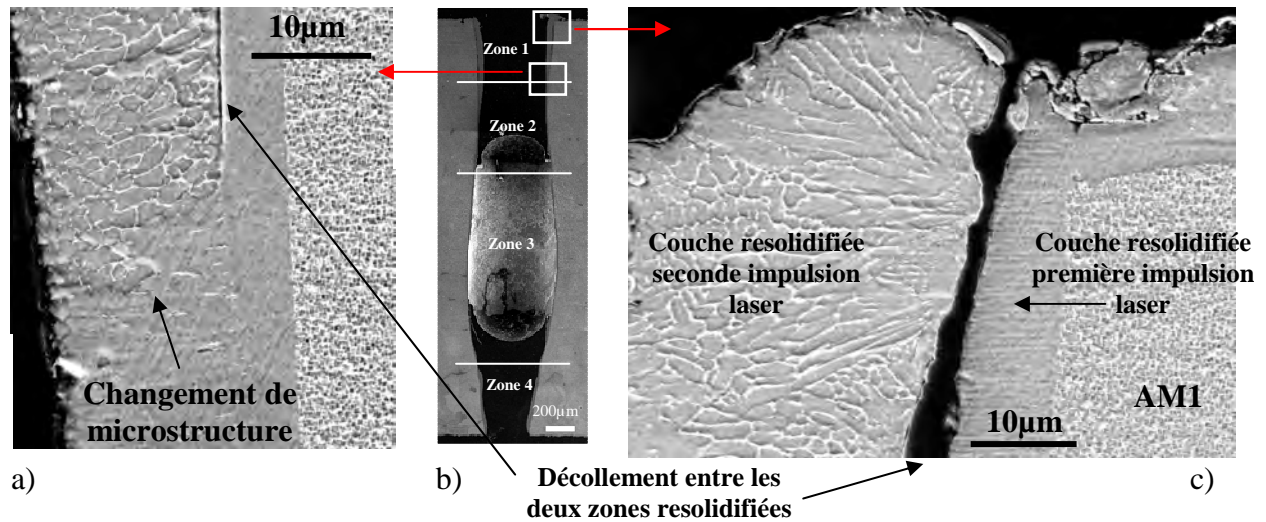 10µm
Changement de
microstructure
a)
Zone 1
Zone 2
Zone 3
Zone 4
200µm
b)
Décollement entre les
deux zones resolidifiées
Couche resolidifiée
seconde impulsion
laser
Couche resolidifiée
première impulsion
laser
AM1
10µm
c)